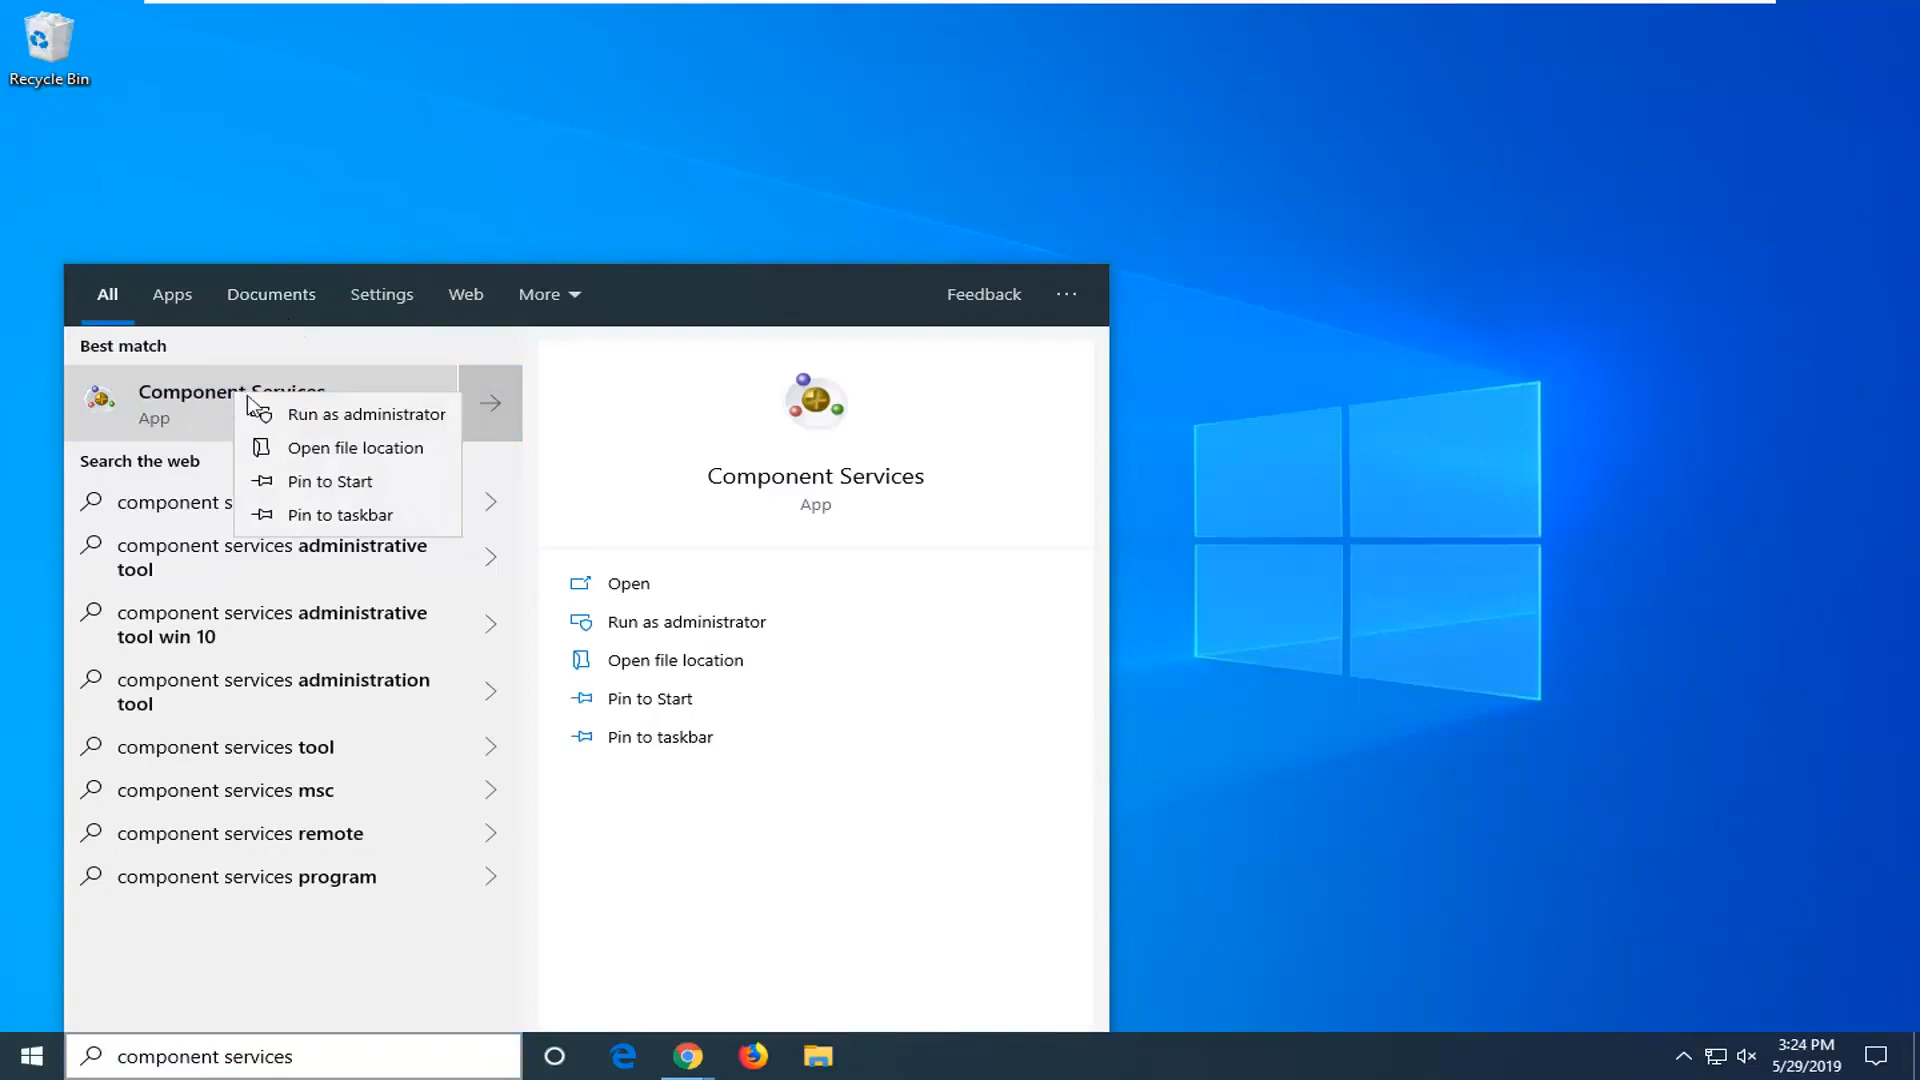 Recycle Bin
All Apps Documents Settings Web More Feedback
Best match
Component Services
App
Run as administrator
Open file location
Pin to Start
Pin to taskbar
Search the web
component s
component services administrative
tool
component services administrative
tool win 10
component services administration
tool
component services tool
component services msc
component services remote
component services program
Component Services
App
Open
Run as administrator
Open file location
Pin to Start
Pin to taskbar
component services
3:24 PM
5/29/2019